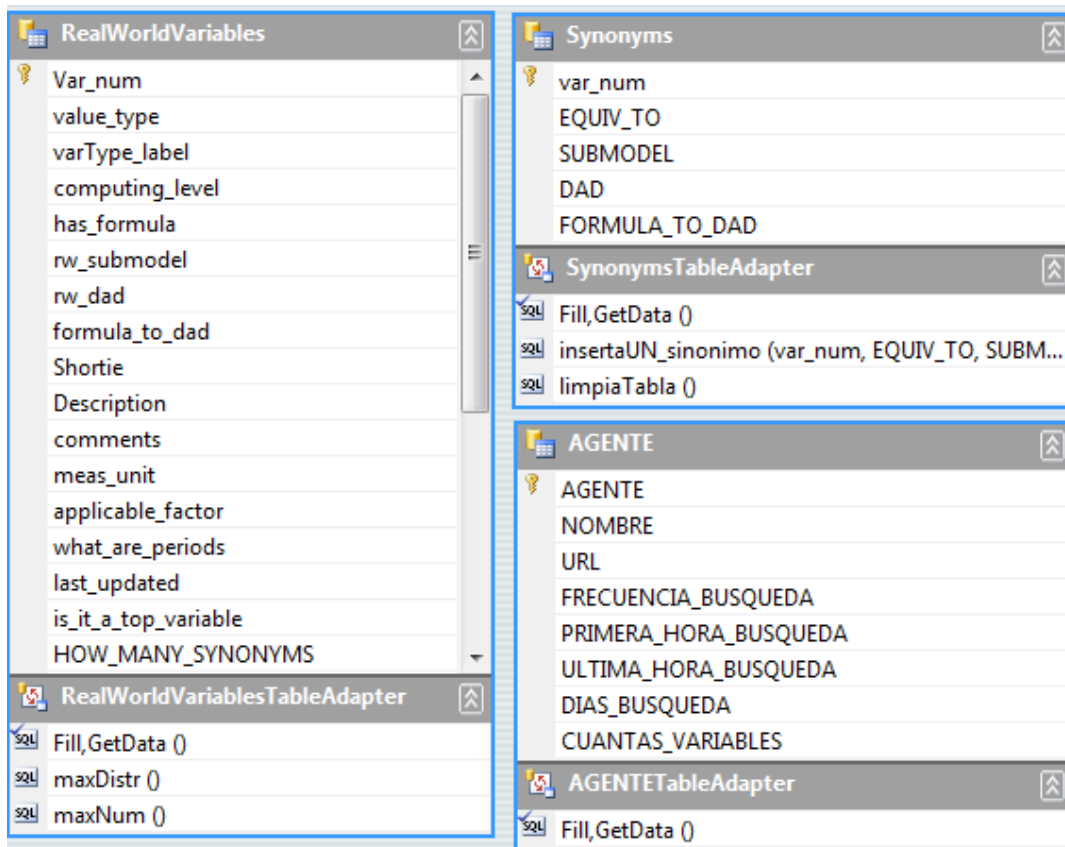 RealWorldVariables
Var_num
value_type
varType_label
computing_level
has_formula
rw_submodel
rw_dad
formula_to_dad
Shortie
Description
comments
meas_unit
applicable_factor
what_are_periods
last_updated
is_it_a_top_variable
HOW_MANY_SYNONYMS
RealWorldVariablesTableAdapter
SQL Fill,GetData ()
SQL maxDistr ()
SQL maxNum ()
Synonyms
var_num
EQUIV_TO
SUBMODEL
DAD
FORMULA_TO_DAD
SynonymsTableAdapter
SQL Fill,GetData ()
SQL insertaUN_sinonimo (var_num, EQUIV_TO, SUBM...
SQL limpiaTabla ()
AGENTE
AGENTE
NOMBRE
URL
FRECUENCIA_BUSQUEDA
PRIMERA_HORA_BUSQUEDA
ULTIMA_HORA_BUSQUEDA
DIAS_BUSQUEDA
CUANTAS_VARIABLES
AGENTETableAdapter
SQL Fill,GetData ()